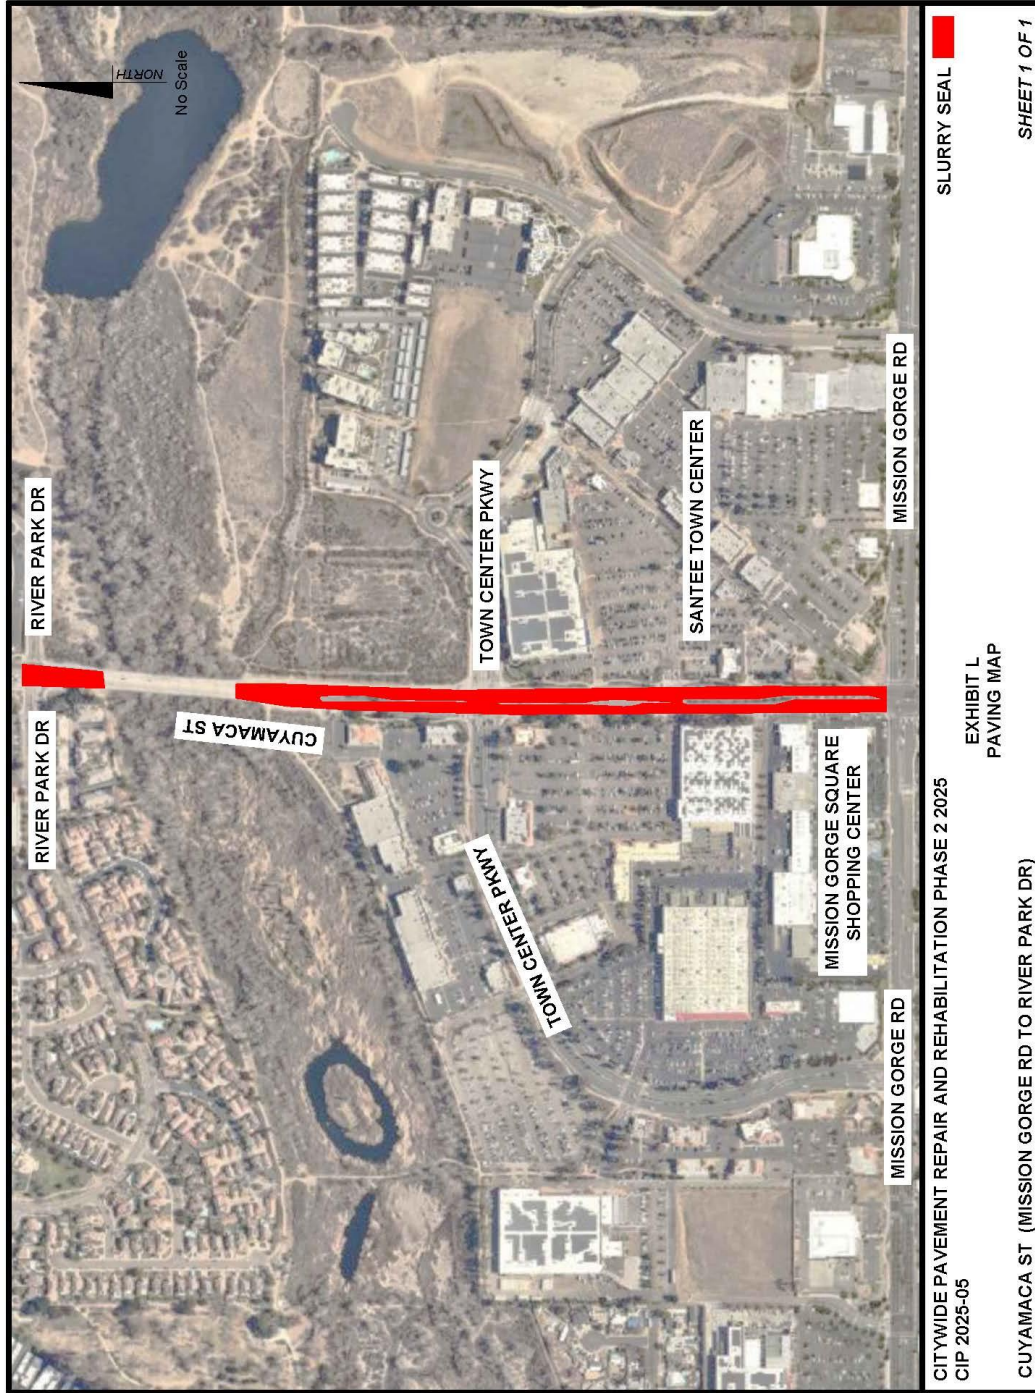 NORTH
No Scale
RIVER PARK DR
RIVER PARK DR
CUYAMACA ST
TOWN CENTER PKWY
TOWN CENTER PKWY
SANTEE TOWN CENTER
MISSION GORGE SQUARE
SHOPPING CENTER
MISSION GORGE RD
MISSION GORGE RD
CITYWIDE PAVEMENT REPAIR AND REHABILITATION PHASE 2 2025
CIP 2025-05
SLURRY SEAL
EXHIBIT L
PAVING MAP
CUYAMACA ST (MISSION GORGE RD TO RIVER PARK DR)
SHEET 1 OF 1